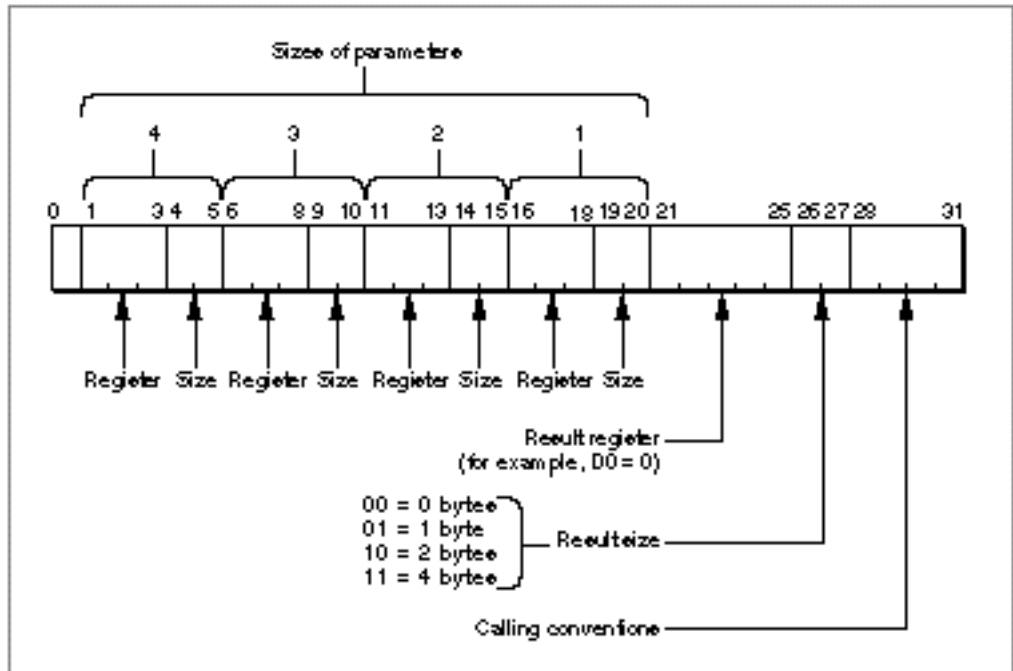 Sizes of parameters
4 3 2 1
0 1 3 4 5 6 8 9 10 11 13 14 15 16 18 19 20 21 25 26 27 28 31
Register Size Register Size Register Size Register Size
Result register
(for example, D0 = 0)
00 = 0 bytes
01 = 1 byte
10 = 2 bytes
11 = 4 bytes
Result size
Calling conventions